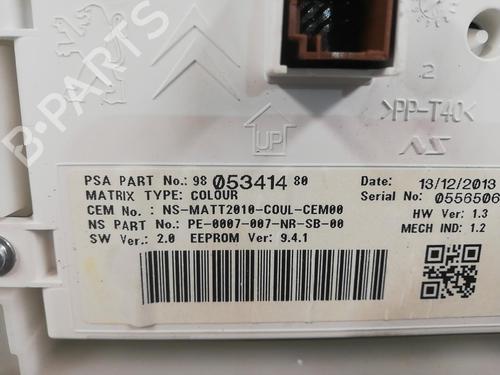 B-PARTS
2
>PP-T40<
UP
NS
PSA PART No.: 98 053414 80
MATRIX TYPE: COLOUR
CEM No. : NS-MATT2010-COUL-CEM00
NS PART No.: PE-0007-007-NR-SB-00
SW Ver.: 2.0 EEPROM Ver: 9.4.1
Date: 13/12/2013
Serial No: 0556506
HW Ver: 1.3
MECH IND: 1.2